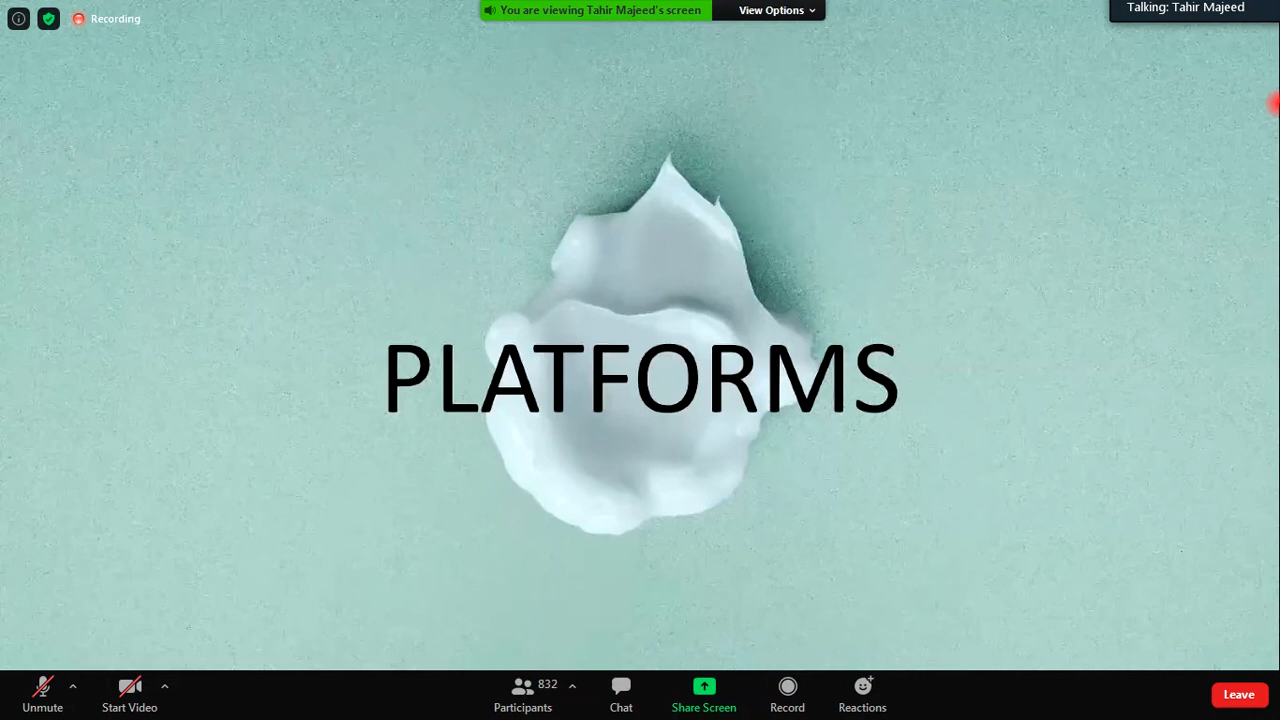 Recording
You are viewing Tahir Majeed's screen
View Options
Talking: Tahir Majeed
PLATFORMS
Unmute
Start Video
832
Participants
Chat
Share Screen
Record
Reactions
Leave